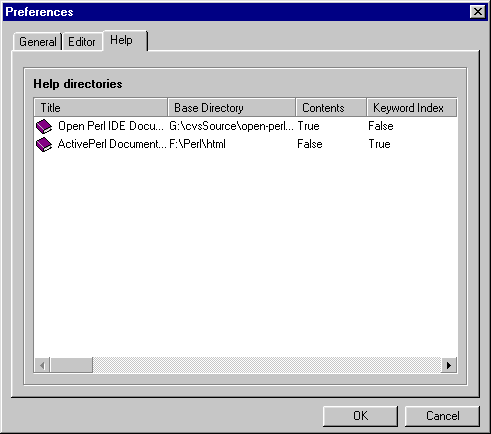 Preferences
General Editor Help
Help directories
Title Base Directory Contents Keyword Index
Open Perl IDE Docu... G:\cvsSource\open-perl... True False
ActivePerl Document... F:\Perl\html False True
OK Cancel